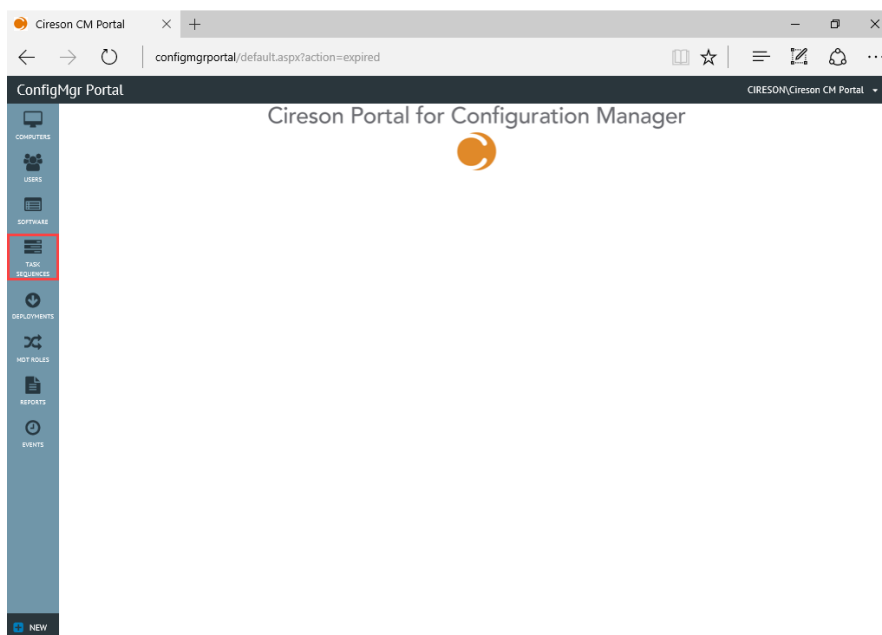 Cireson CM Portal
configmgrportal/default.aspx?action=expired
ConfigMgr Portal
CIRESON\Cireson CM Portal
Cireson Portal for Configuration Manager
COMPUTERS
USERS
SOFTWARE
TASK
SEQUENCES
DEPLOYMENTS
MDT ROLES
REPORTS
EVENTS
NEW